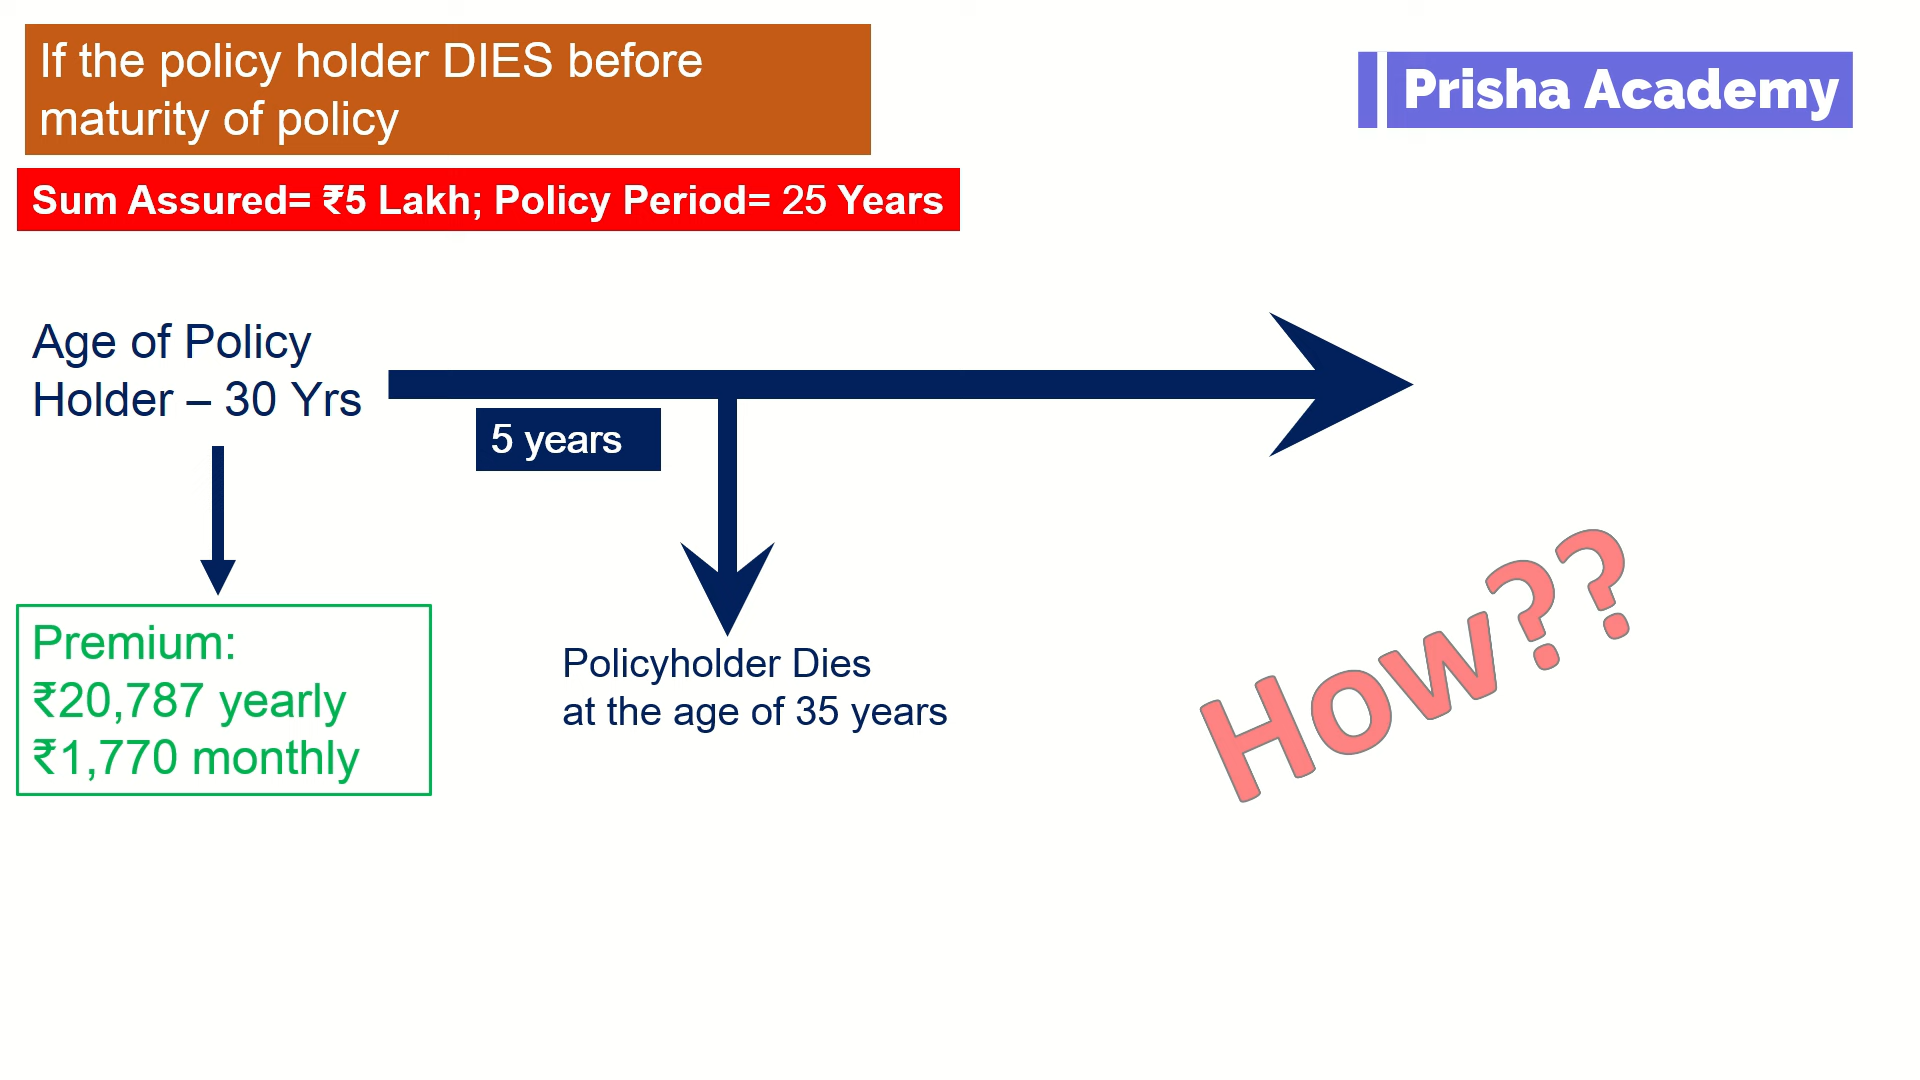 If the policy holder DIES before
maturity of policy
Prisha Academy
Sum Assured= ₹5 Lakh; Policy Period= 25 Years
Age of Policy
Holder – 30 Yrs
5 years
Premium:
₹20,787 yearly
₹1,770 monthly
Policyholder Dies
at the age of 35 years
How??